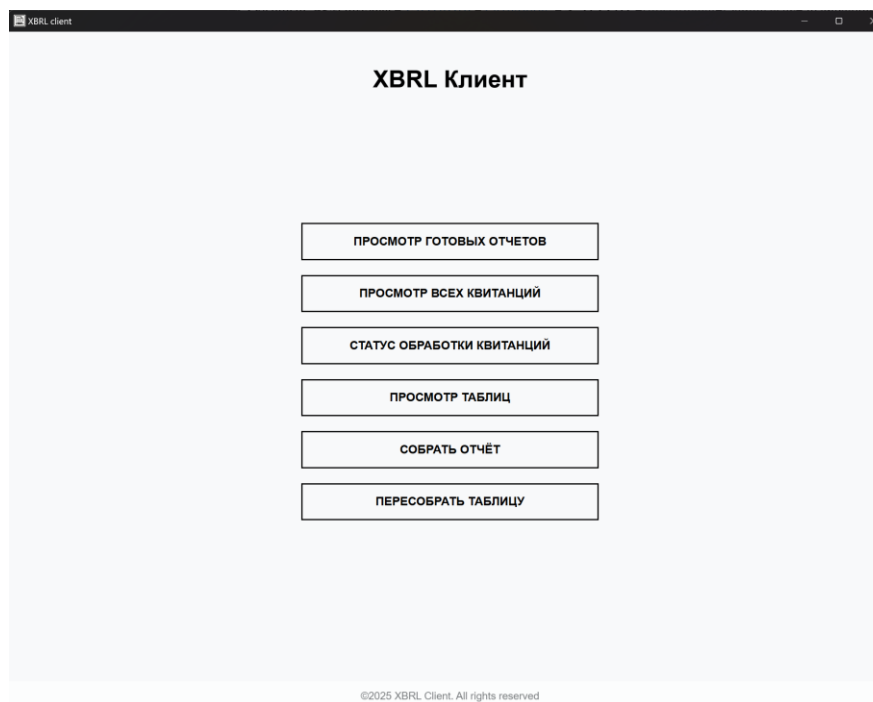 XBRL client
XBRL Клиент
ПРОСМОТР ГОТОВЫХ ОТЧЕТОВ
ПРОСМОТР ВСЕХ КВИТАНЦИЙ
СТАТУС ОБРАБОТКИ КВИТАНЦИЙ
ПРОСМОТР ТАБЛИЦ
СОБРАТЬ ОТЧЁТ
ПЕРЕСОБРАТЬ ТАБЛИЦУ
©2025 XBRL Client. All rights reserved